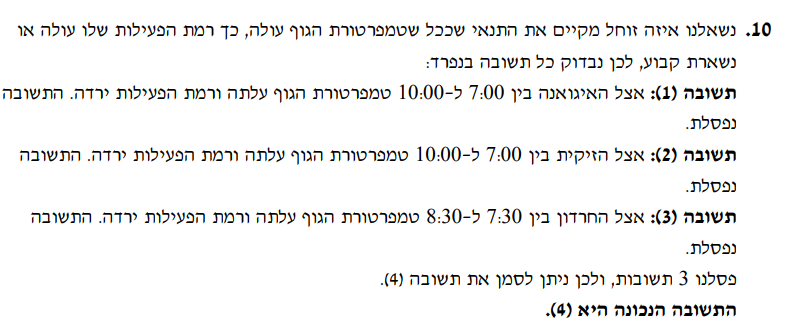 10. נשאלנו איזה זוחל מקיים את התנאי שככל שטמפרטורת הגוף עולה, כך רמת הפעילות שלו עולה או
נשארת קבוע, לכן נבדוק כל תשובה בנפרד:
תשובה (1): אצל האיגואנה בין 7:00 ל-10:00 טמפרטורת הגוף עלתה ורמת הפעילות ירדה. התשובה
נפסלת.
תשובה (2): אצל הזיקית בין 7:00 ל-10:00 טמפרטורת הגוף עלתה ורמת הפעילות ירדה. התשובה
נפסלת.
תשובה (3): אצל החרדון בין 7:30 ל-8:30 טמפרטורת הגוף עלתה ורמת הפעילות ירדה. התשובה
נפסלת.
פסלנו 3 תשובות, ולכן ניתן לסמן את תשובה (4).
התשובה הנכונה היא (4).